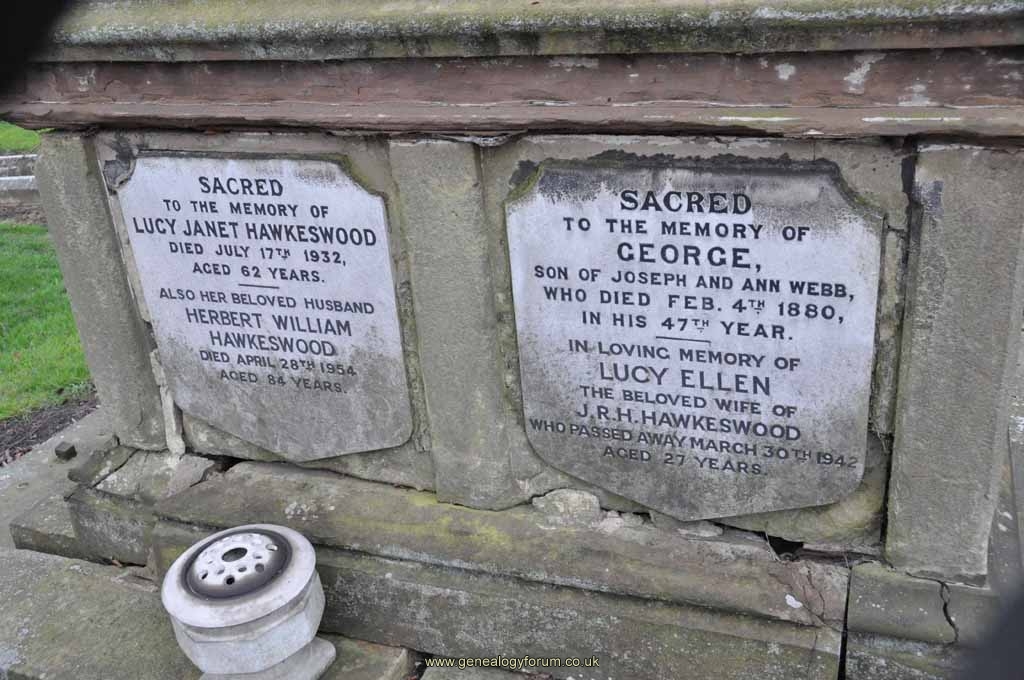 SACRED
TO THE MEMORY OF
LUCY JANET HAWKESWOOD
DIED JULY 17TH 1932,
AGED 62 YEARS.
ALSO HER BELOVED HUSBAND
HERBERT WILLIAM
HAWKESWOOD
DIED APRIL 28TH 1954
AGED 84 YEARS.
SACRED
TO THE MEMORY OF
GEORGE,
SON OF JOSEPH AND ANN WEBB,
WHO DIED FEB. 4TH 1880,
IN HIS 47TH YEAR.
IN LOVING MEMORY OF
LUCY ELLEN
THE BELOVED WIFE OF
J.R.H. HAWKESWOOD
WHO PASSED AWAY MARCH 30TH 1942
AGED 27 YEARS.
www.genealogyforum.co.uk